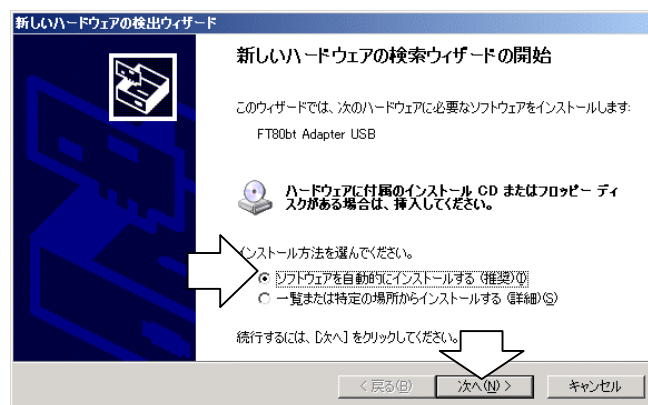 新しいハードウェアの検出ウィザード
新しいハードウェアの検索ウィザードの開始
このウィザードでは、次のハードウェアに必要なソフトウェアをインストールします:
FT80bt Adapter USB
ハードウェアに付属のインストール CD またはフロッピー ディ
スクがある場合は、挿入してください。
インストール方法を選んでください。
ソフトウェアを自動的にインストールする (推奨)(I)
一覧または特定の場所からインストールする (詳細)(S)
続行するには、[次へ] をクリックしてください。
< 戻る(B)
次へ(N) >
キャンセル